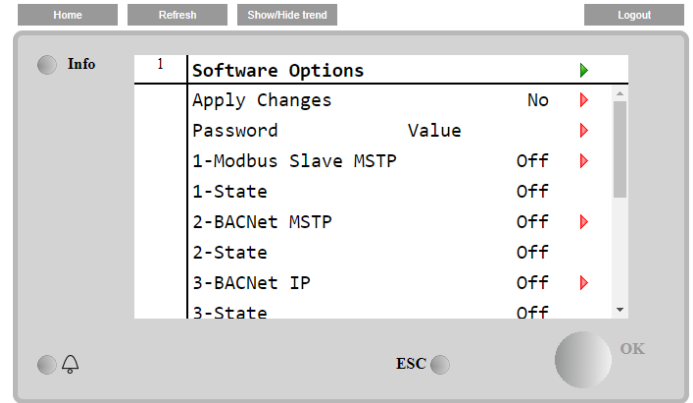 Home Refresh Show/Hide trend Logout
Info
1 Software Options
Apply Changes No
Password Value
1-Modbus Slave MSTP Off
1-State Off
2-BACNet MSTP Off
2-State Off
3-BACNet IP Off
3-State Off
ESC OK